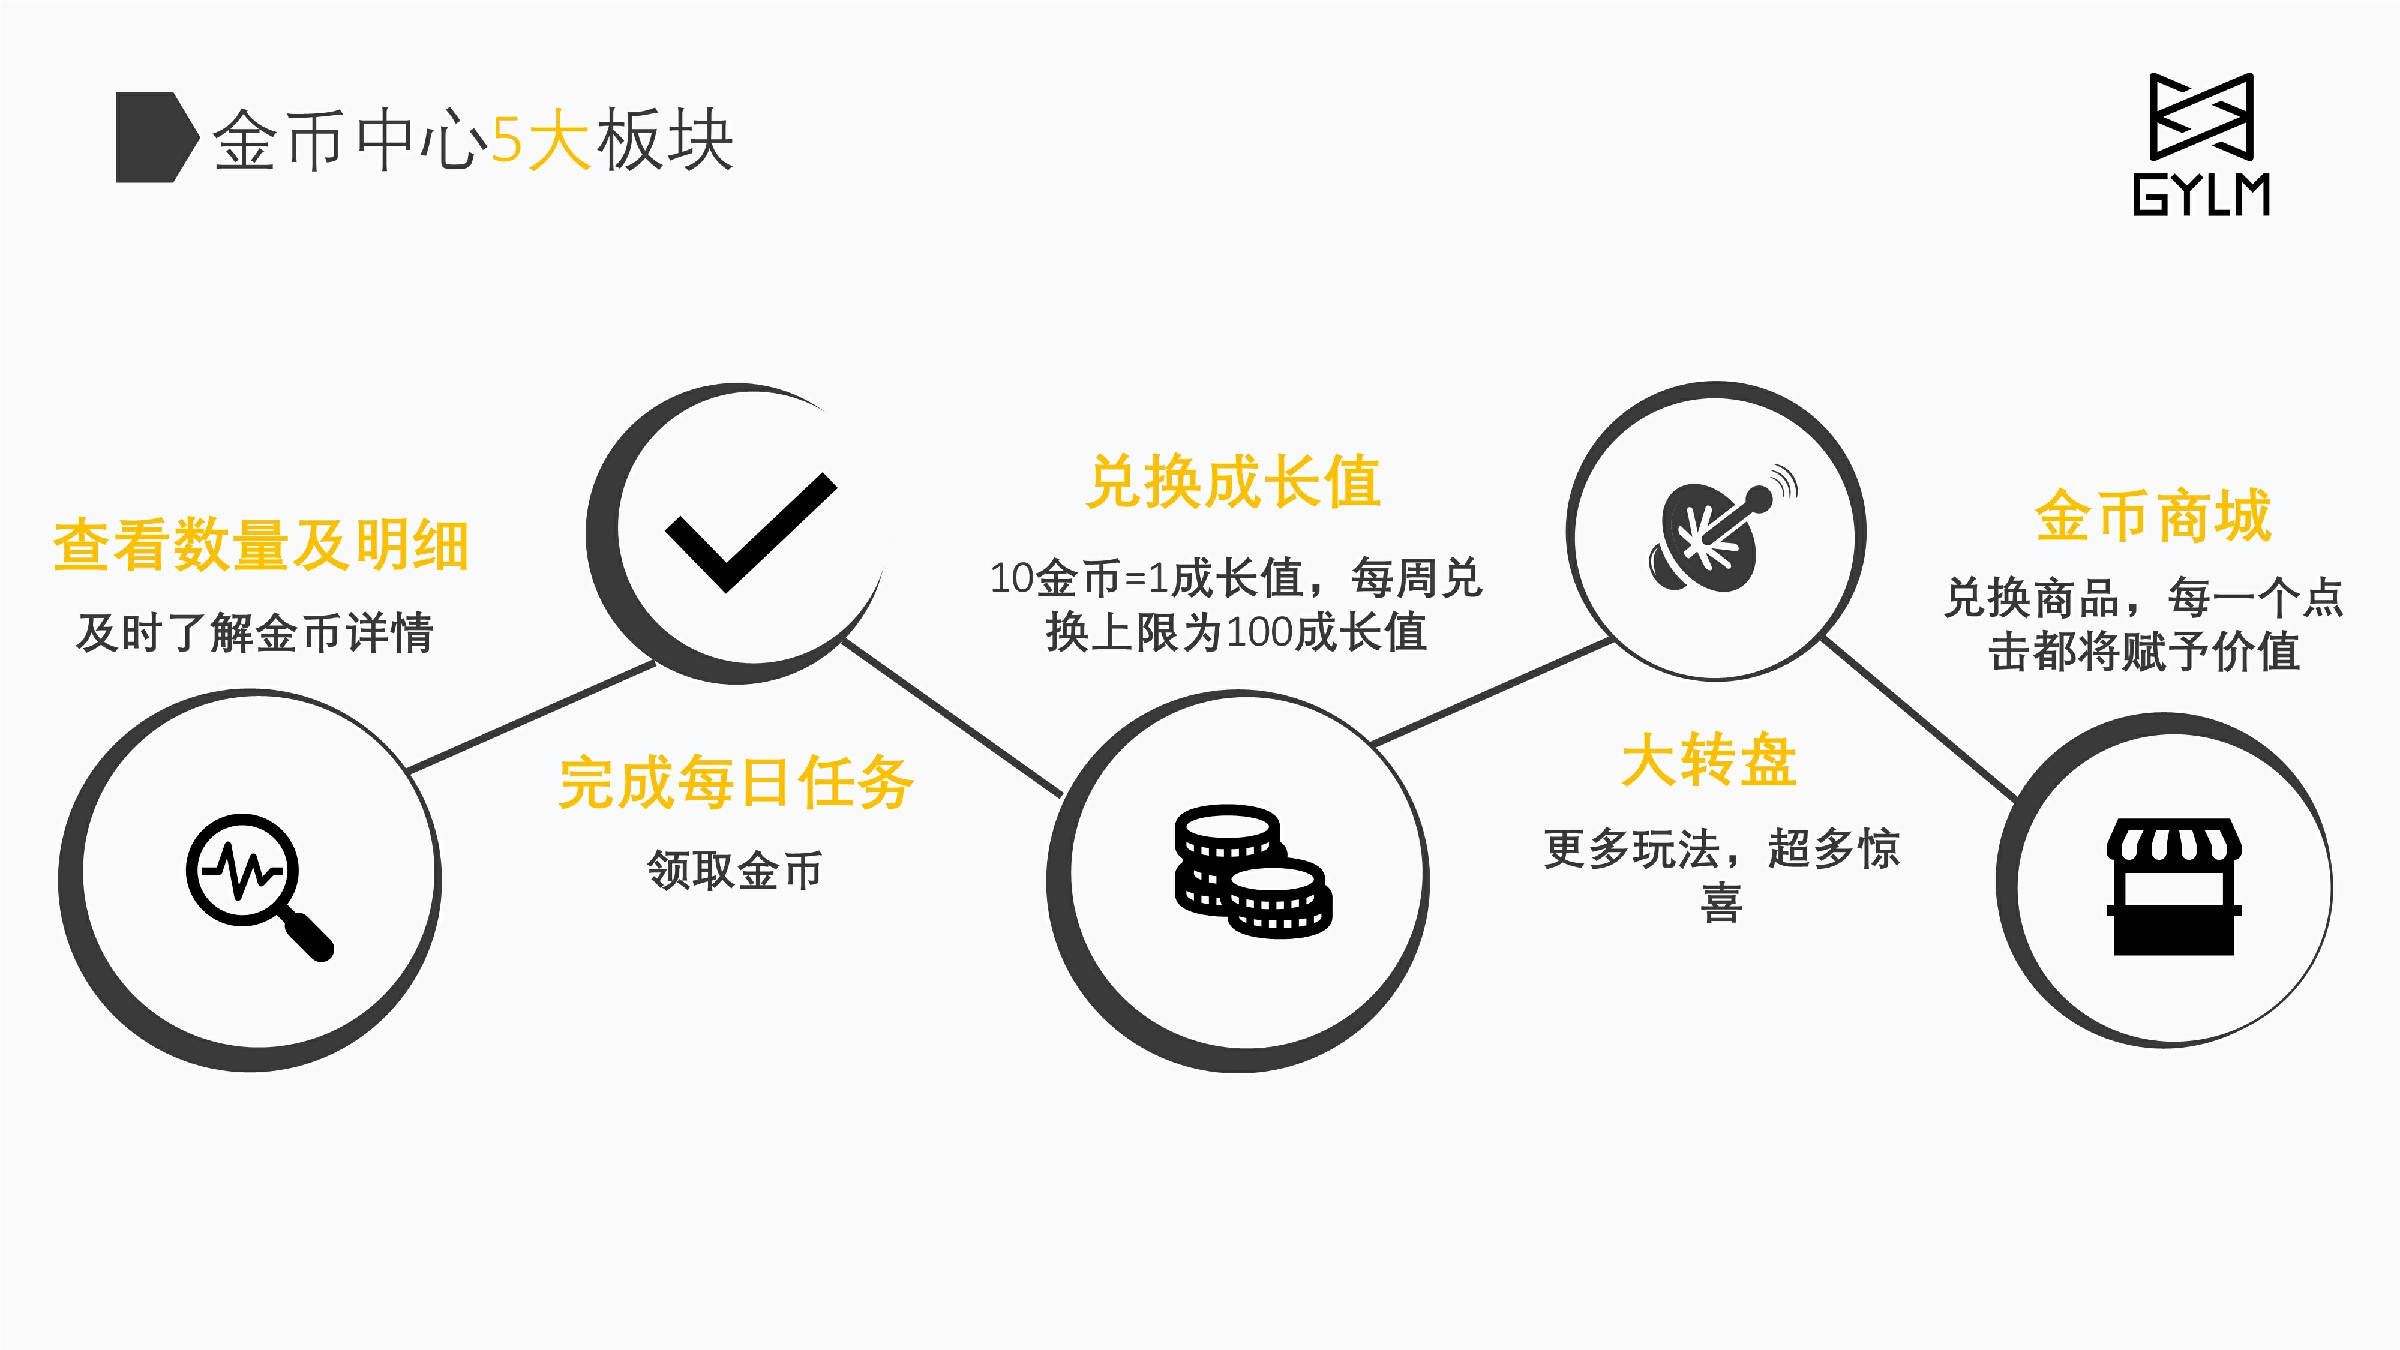 金币中心5大板块
GYLM
查看数量及明细
及时了解金币详情
完成每日任务
领取金币
兑换成长值
10金币=1成长值，每周兑
换上限为100成长值
大转盘
更多玩法，超多惊
喜
金币商城
兑换商品，每一个点
击都将赋予价值